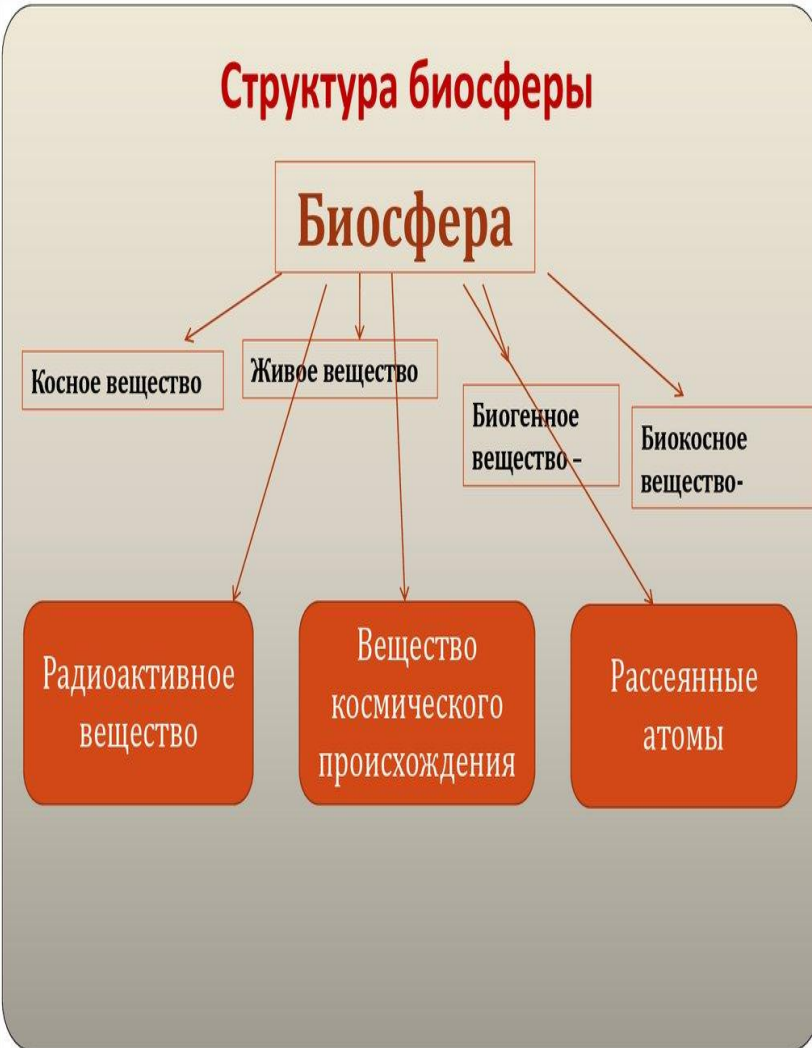 Структура биосферы
Биосфера
Косное вещество
Живое вещество
Биогенное
вещество –
Биокосное
вещество-
Радиоактивное
вещество
Вещество
космического
происхождения
Рассеянные
атомы